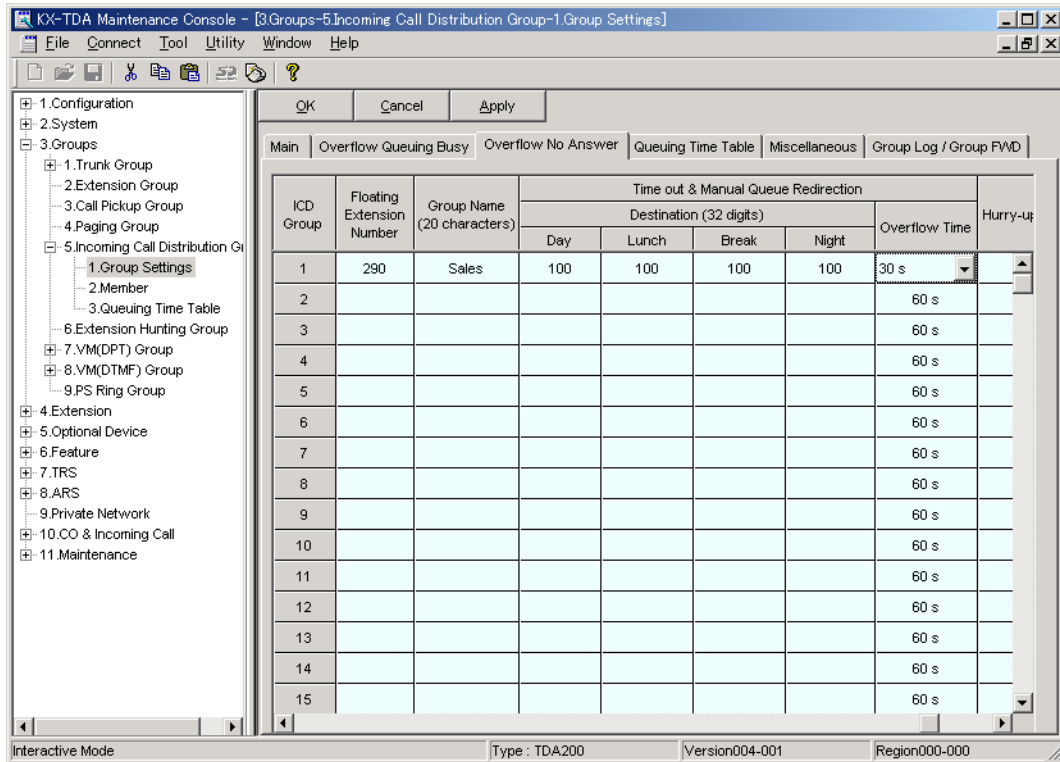 KX-TDA Maintenance Console - [3.Groups-5.Incoming Call Distribution Group-1.Group Settings]
File Connect Tool Utility Window Help
1.Configuration
2.System
3.Groups
1.Trunk Group
2.Extension Group
3.Call Pickup Group
4.Paging Group
5.Incoming Call Distribution G
1.Group Settings
2.Member
3.Queuing Time Table
6.Extension Hunting Group
7.VM(DPT) Group
8.VM(DTMF) Group
9.PS Ring Group
4.Extension
5.Optional Device
6.Feature
7.TRS
8.ARS
9.Private Network
10.CO & Incoming Call
11.Maintenance
OK Cancel Apply
Main Overflow Queuing Busy Overflow No Answer Queuing Time Table Miscellaneous Group Log / Group FWD
ICD Group
Floating Extension Number
Group Name (20 characters)
Time out & Manual Queue Redirection
Destination (32 digits)
Day Lunch Break Night
Overflow Time
Hurry-up
1 290 Sales 100 100 100 100 30 s
2 60 s
3 60 s
4 60 s
5 60 s
6 60 s
7 60 s
8 60 s
9 60 s
10 60 s
11 60 s
12 60 s
13 60 s
14 60 s
15 60 s
Interactive Mode Type : TDA200 Version004-001 Region000-000